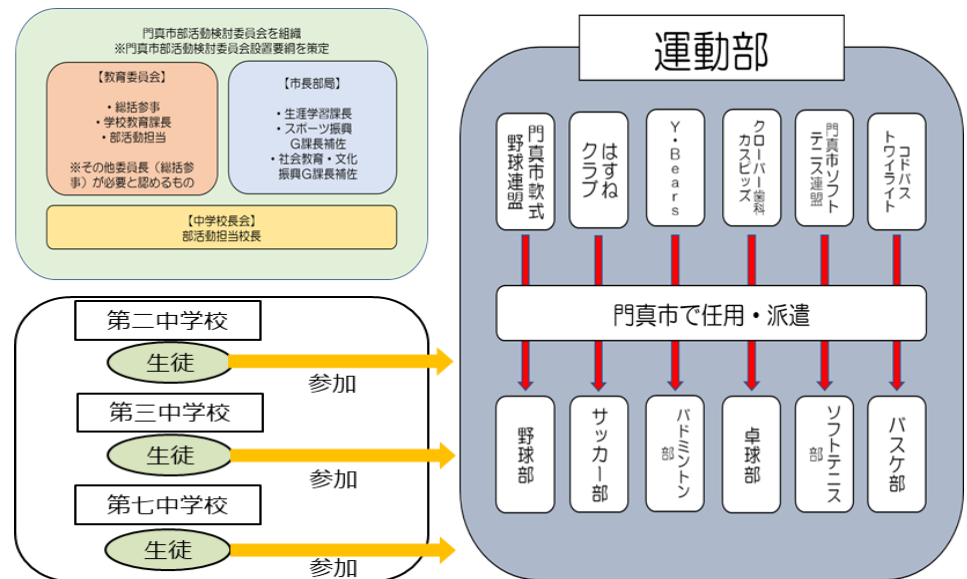 門真市部活動検討委員会を組織
※門真市部活動検討委員会設置要綱を策定
【教育委員会】
・総括参事
・学校教育課長
・部活動担当
※その他委員長（総括参
事）が必要と認めるもの
【市長部局】
・生涯学習課長
・スポーツ振興
G課長補佐
・社会教育・文化
振興G課長補佐
【中学校長会】
部活動担当校長
第二中学校
生徒
参加
第三中学校
生徒
参加
第七中学校
生徒
参加
運動部
門真市軟式
野球連盟
はすね
クラブ
Y・Bears
クローバー歯科
カスピッズ
門真市ソフト
テニス連盟
コドバス
トワイライト
門真市で任用・派遣
野球部
サッカー部
バドミントン
部
卓球部
ソフトテニス
部
バスケ部